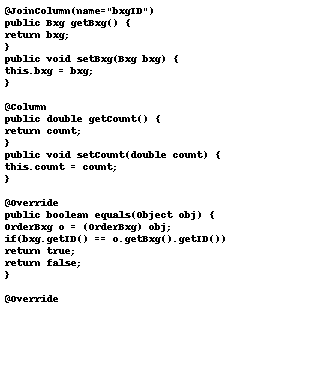 @JoinColumn(name="bxgID")
public Bxg getBxg() {
return bxg;
}
public void setBxg(Bxg bxg) {
this.bxg = bxg;
}

@Column
public double getCount() {
return count;
}
public void setCount(double count) {
this.count = count;
}

@Override
public boolean equals(Object obj) {
OrderBxg o = (OrderBxg) obj;
if(bxg.getID() == o.getBxg().getID())
return true;
return false;
}

@Override